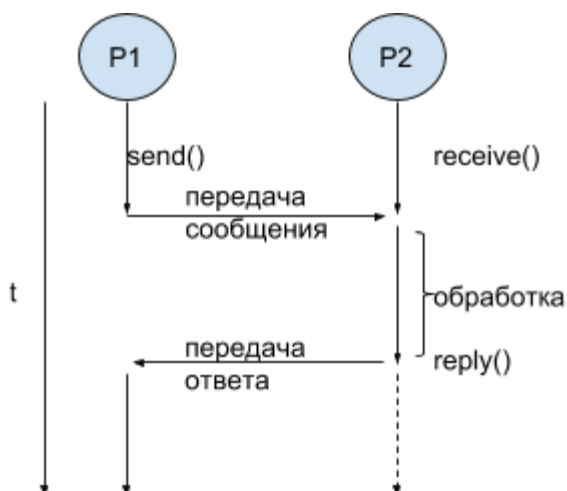 P1
P2
send()
receive()
передача
сообщения
t
обработка
передача
ответа
reply()